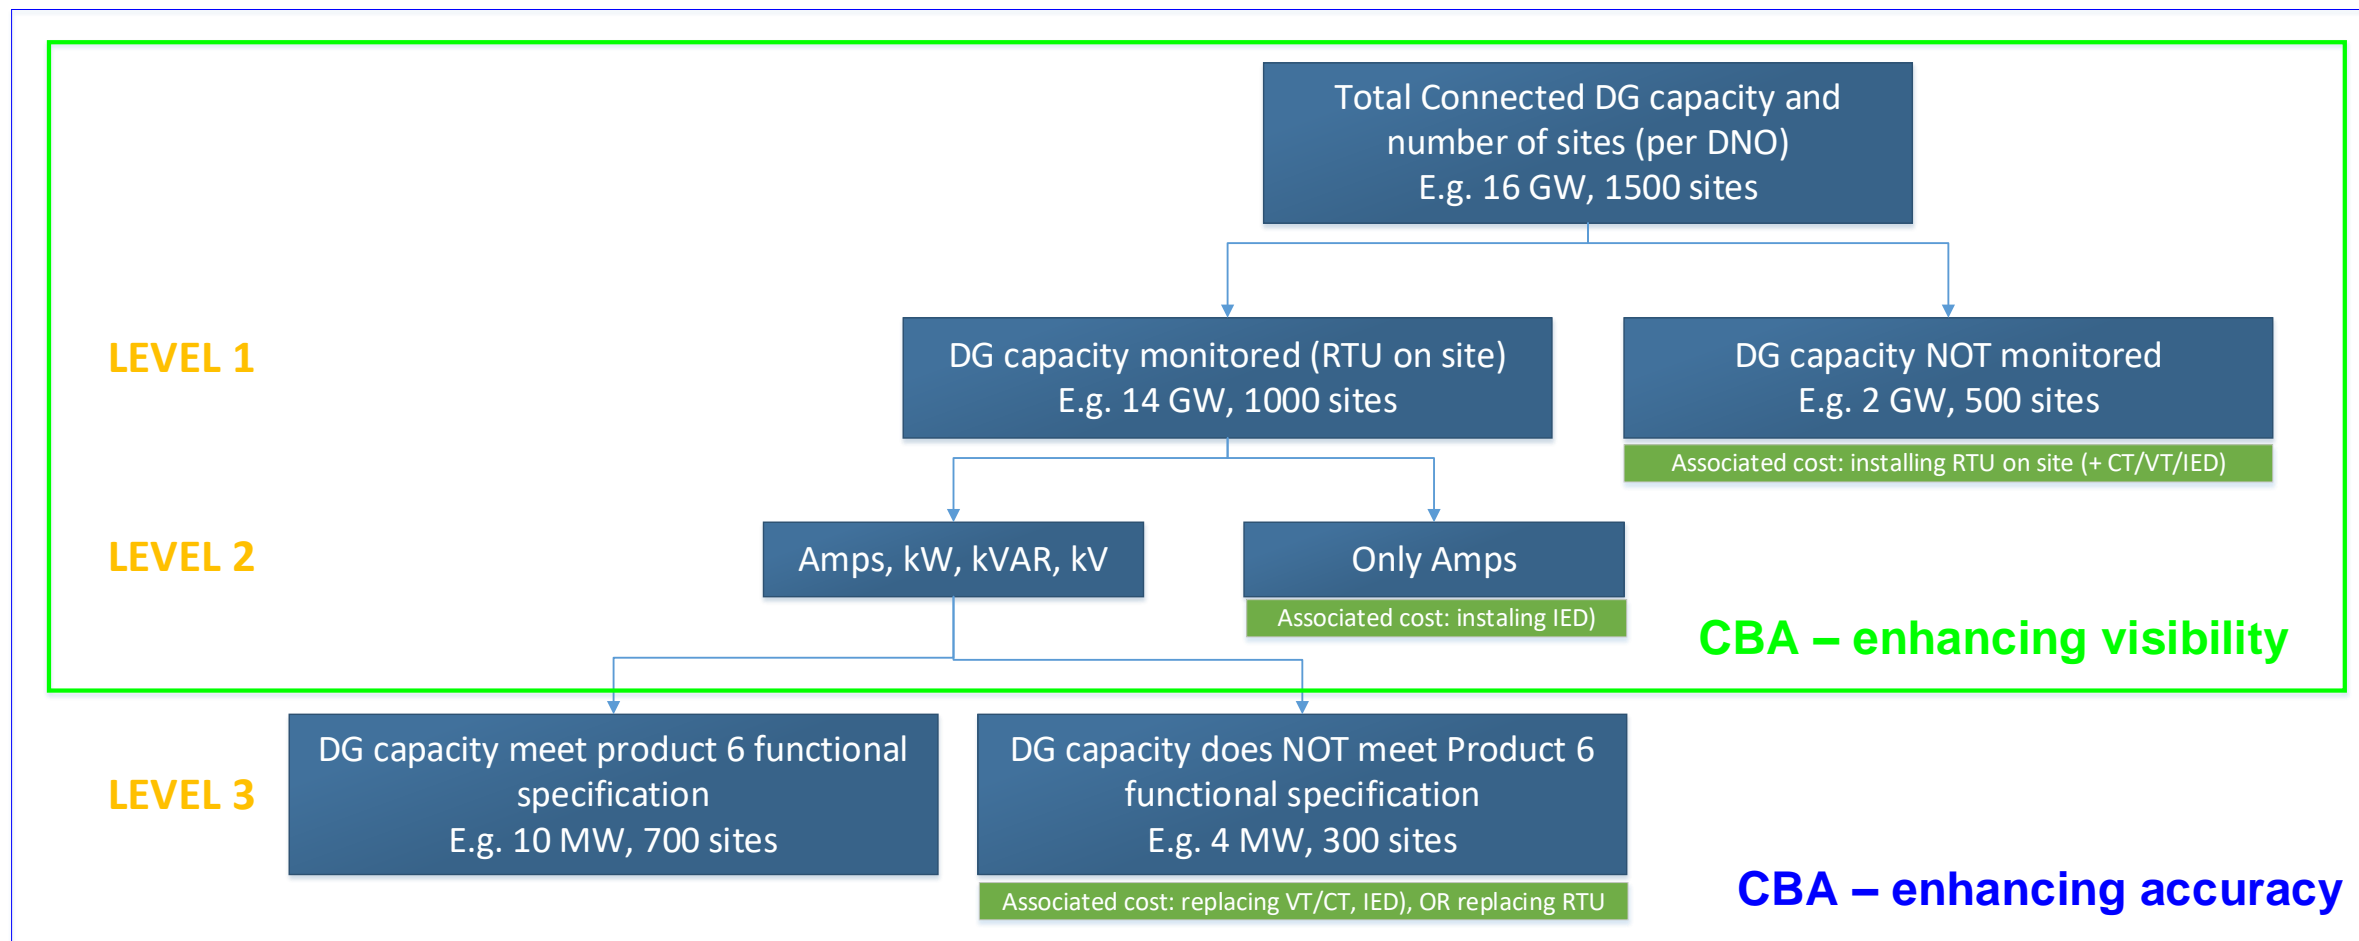 Total Connected DG capacity and
number of sites (per DNO)
E.g. 16 GW, 1500 sites
LEVEL 1
DG capacity monitored (RTU on site)
E.g. 14 GW, 1000 sites
DG capacity NOT monitored
E.g. 2 GW, 500 sites
Associated cost: installing RTU on site (+ CT/VT/IED)
LEVEL 2
Amps, kW, kVAR, kV
Only Amps
Associated cost: instaling IED)
CBA – enhancing visibility
LEVEL 3
DG capacity meet product 6 functional
specification
E.g. 10 MW, 700 sites
DG capacity does NOT meet Product 6
functional specification
E.g. 4 MW, 300 sites
Associated cost: replacing VT/CT, IED), OR replacing RTU
CBA – enhancing accuracy